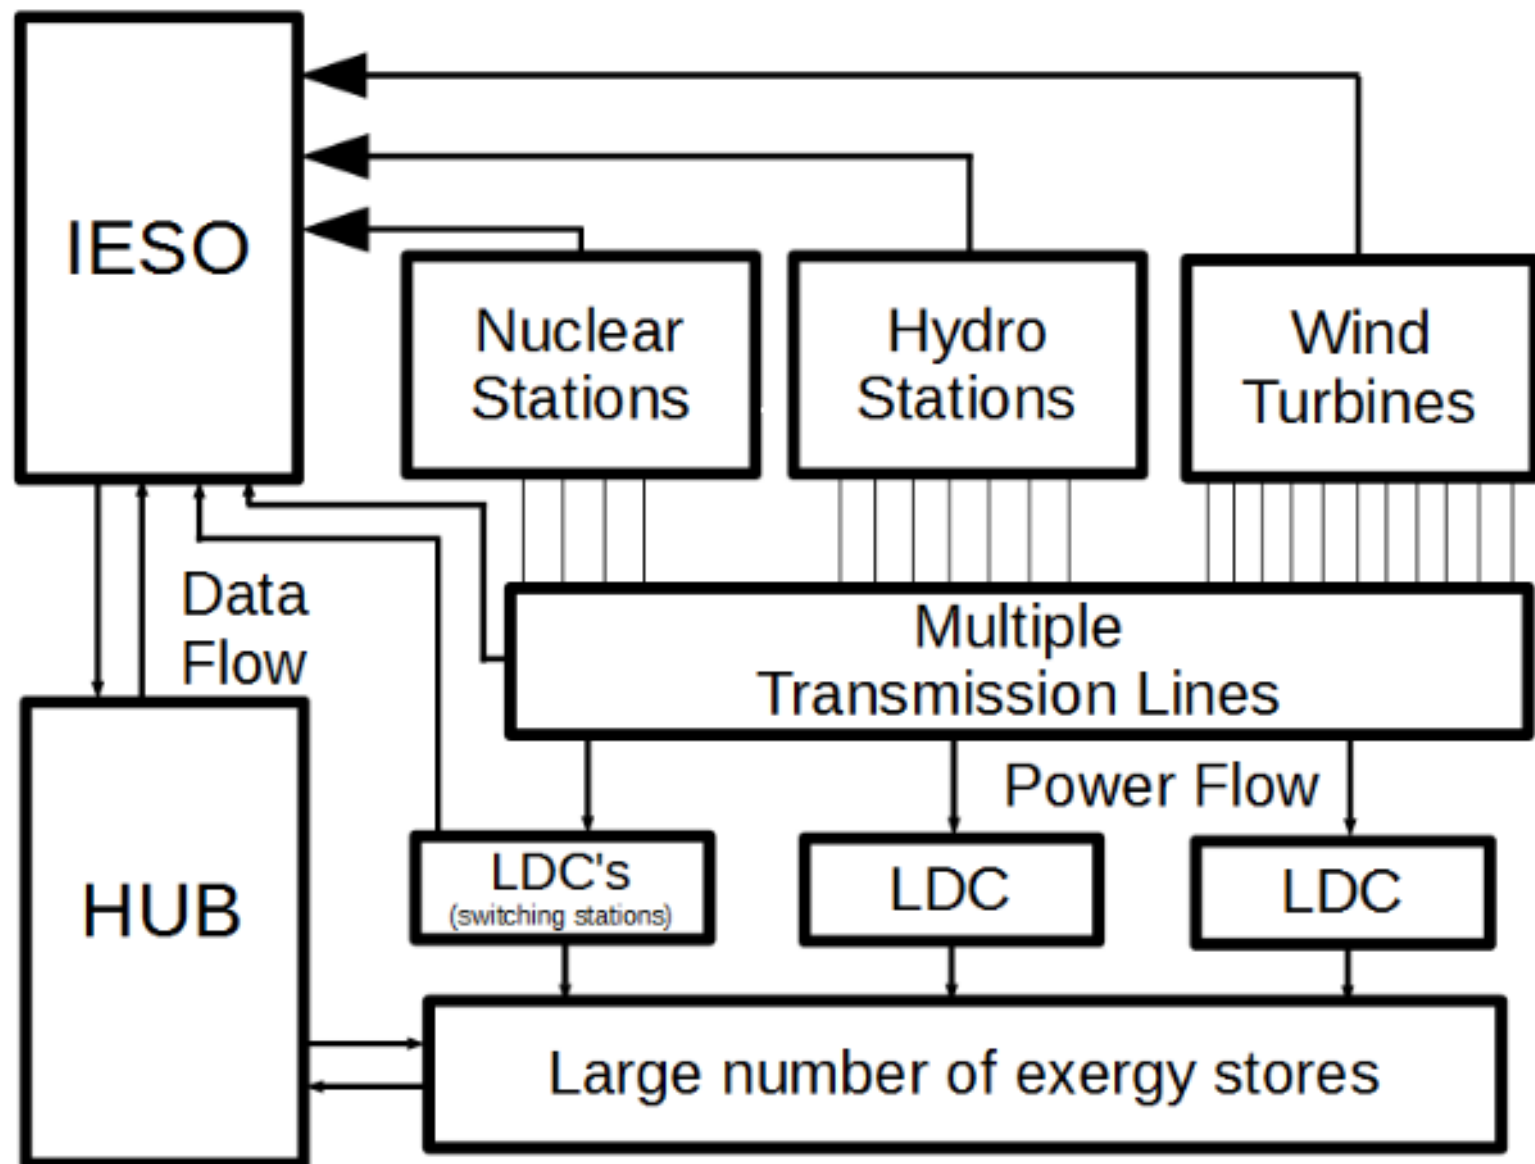 IESO
Nuclear
Stations
Hydro
Stations
Wind
Turbines
Data
Flow
Multiple
Transmission Lines
Power Flow
HUB
LDC's
(switching stations)
LDC
LDC
Large number of exergy stores